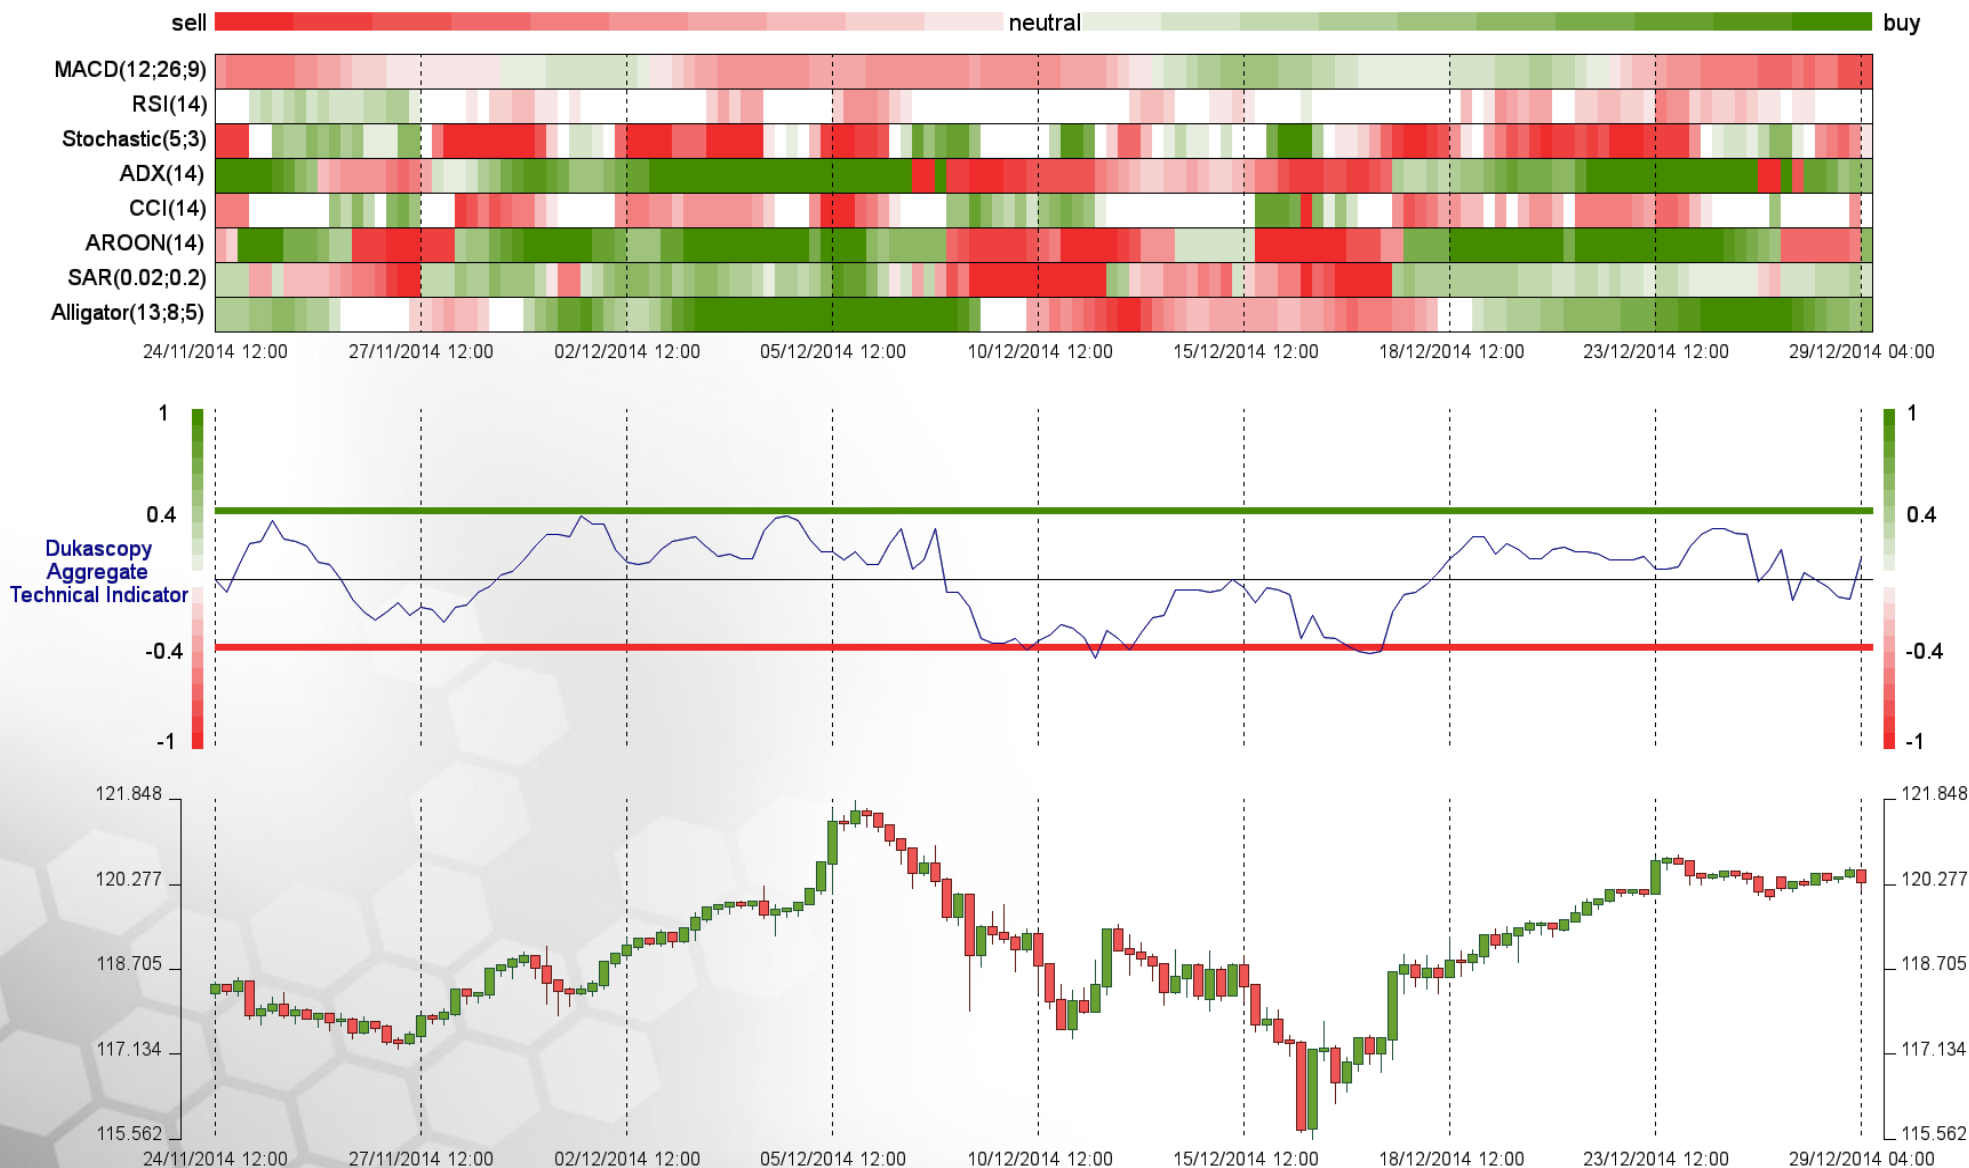 sell neutral buy
MACD(12;26;9)
RSI(14)
Stochastic(5;3)
ADX(14)
CCI(14)
AROON(14)
SAR(0.02;0.2)
Alligator(13;8;5)
24/11/2014 12:00 27/11/2014 12:00 02/12/2014 12:00 05/12/2014 12:00 10/12/2014 12:00 15/12/2014 12:00 18/12/2014 12:00 23/12/2014 12:00 29/12/2014 04:00
1 1
0.4 0.4
Dukascopy
Aggregate
Technical Indicator
-0.4 -0.4
-1 -1
121.848 121.848
120.277 120.277
118.705 118.705
117.134 117.134
115.562 115.562
24/11/2014 12:00 27/11/2014 12:00 02/12/2014 12:00 05/12/2014 12:00 10/12/2014 12:00 15/12/2014 12:00 18/12/2014 12:00 23/12/2014 12:00 29/12/2014 04:00